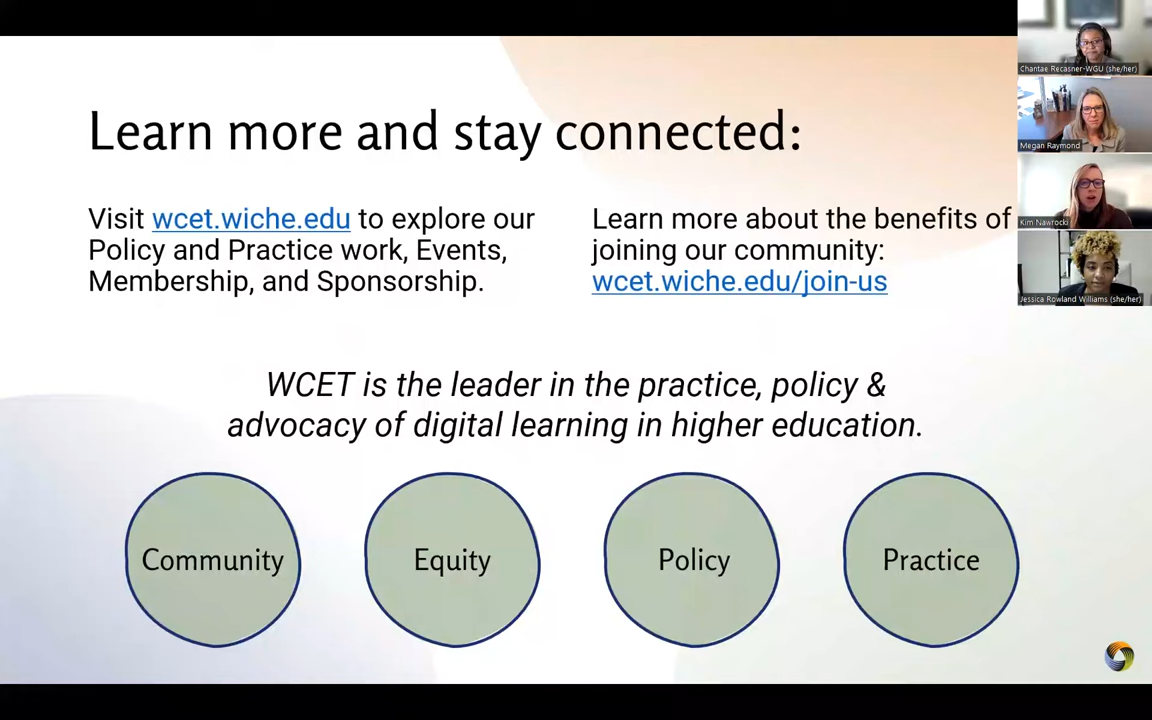 Learn more and stay connected:
Visit wcet.wiche.edu to explore our
Policy and Practice work, Events,
Membership, and Sponsorship.
Learn more about the benefits of
joining our community:
wcet.wiche.edu/join-us
WCET is the leader in the practice, policy &
advocacy of digital learning in higher education.
Community
Equity
Policy
Practice
Chantae Recasner-WGU (she/her)
Megan Raymond
Kim Nawrocki
Jessica Rowland Williams (she/her)